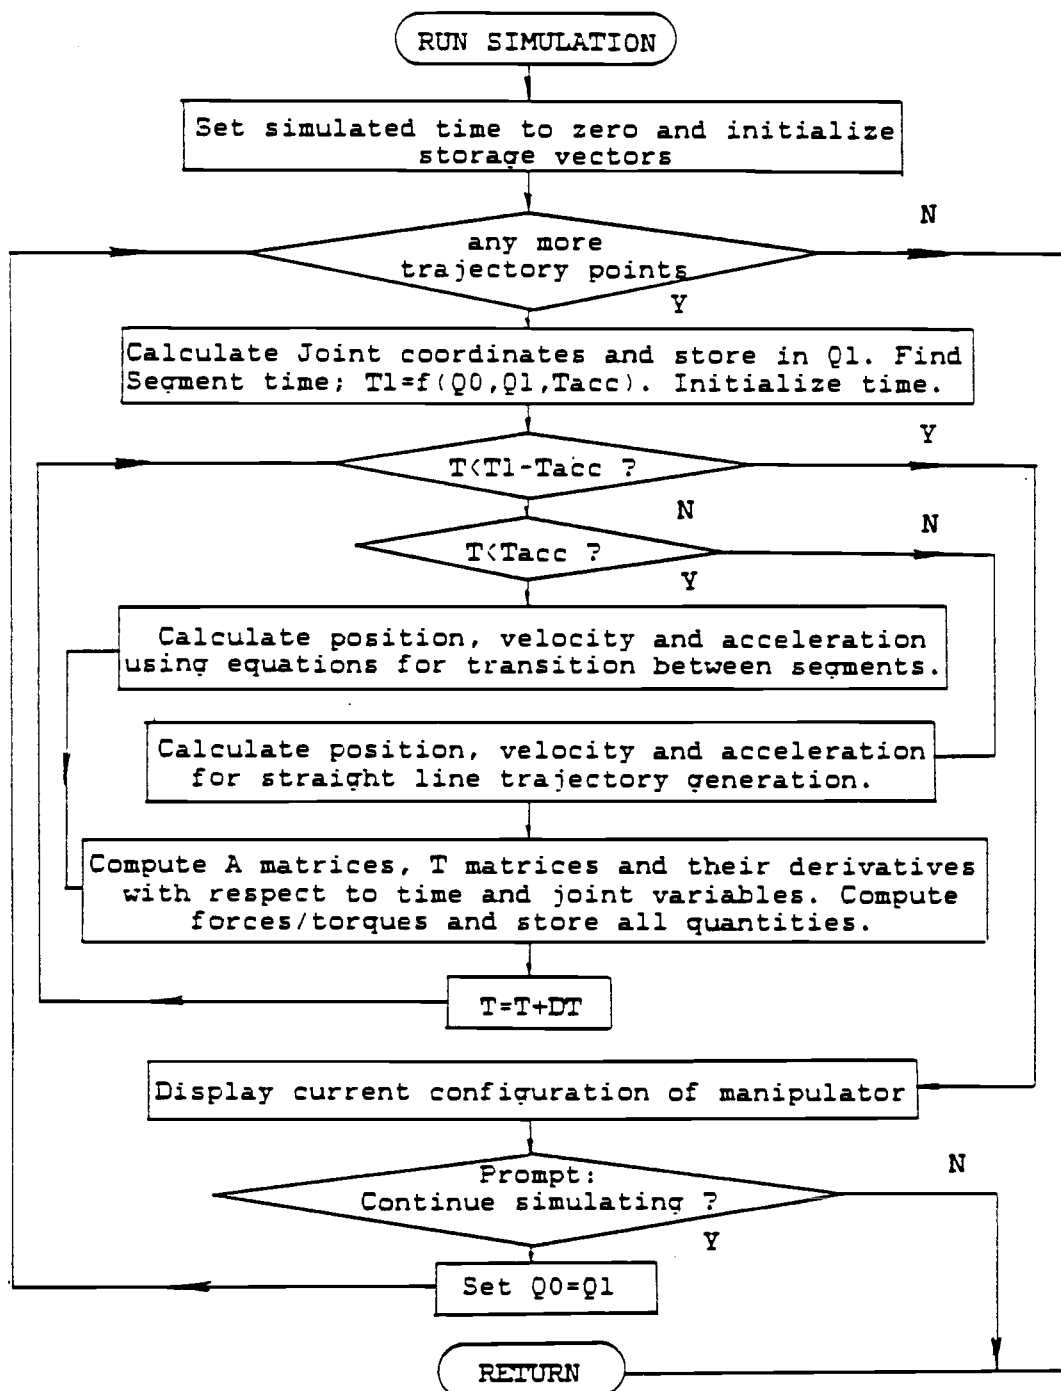 RUN SIMULATION
Set simulated time to zero and initialize
storage vectors
N
any more
trajectory points
Y
Calculate Joint coordinates and store in Q1. Find
Segment time; T1=f(Q0,Q1,Tacc). Initialize time.
Y
T<T1-Tacc ?
N
N
T<Tacc ?
Y
Calculate position, velocity and acceleration
using equations for transition between segments.
Calculate position, velocity and acceleration
for straight line trajectory generation.
Compute A matrices, T matrices and their derivatives
with respect to time and joint variables. Compute
forces/torques and store all quantities.
T=T+DT
Display current configuration of manipulator
N
Prompt:
Continue simulating ?
Y
Set Q0=Q1
RETURN